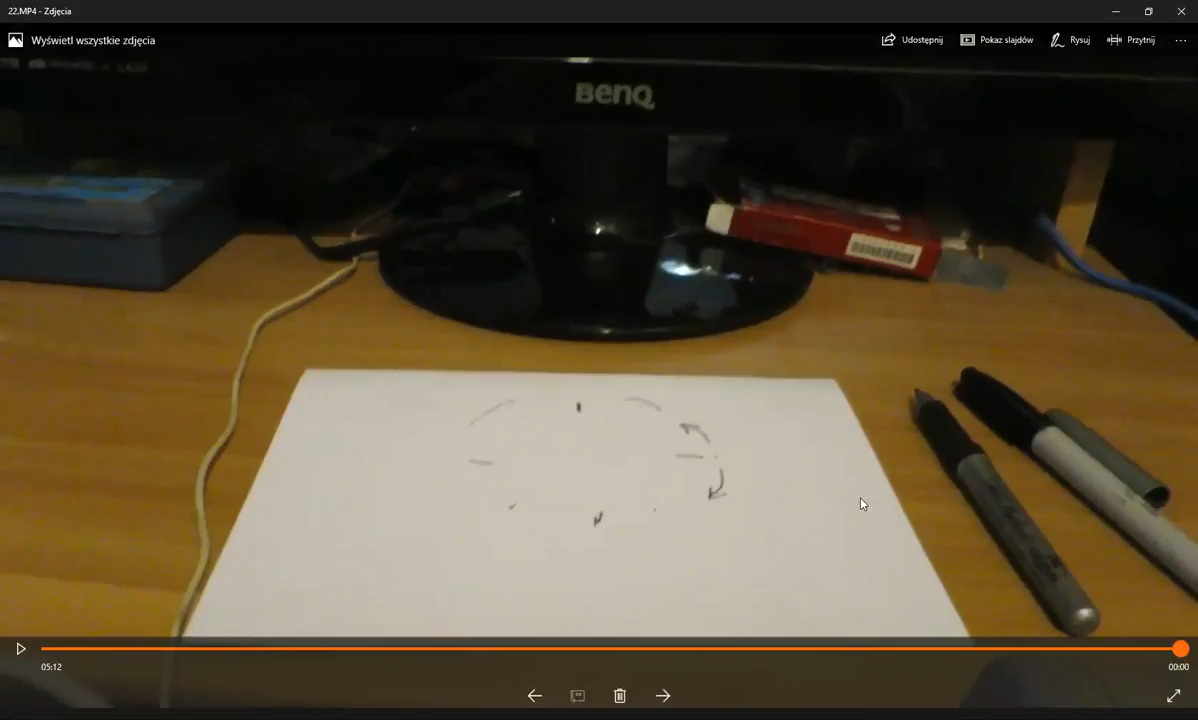 22.MP4 - Zdjęcia
Wyświetl wszystkie zdjęcia
Udostępnij
Pokaz slajdów
Rysuj
Przytnij
BenQ
05:12
00:00